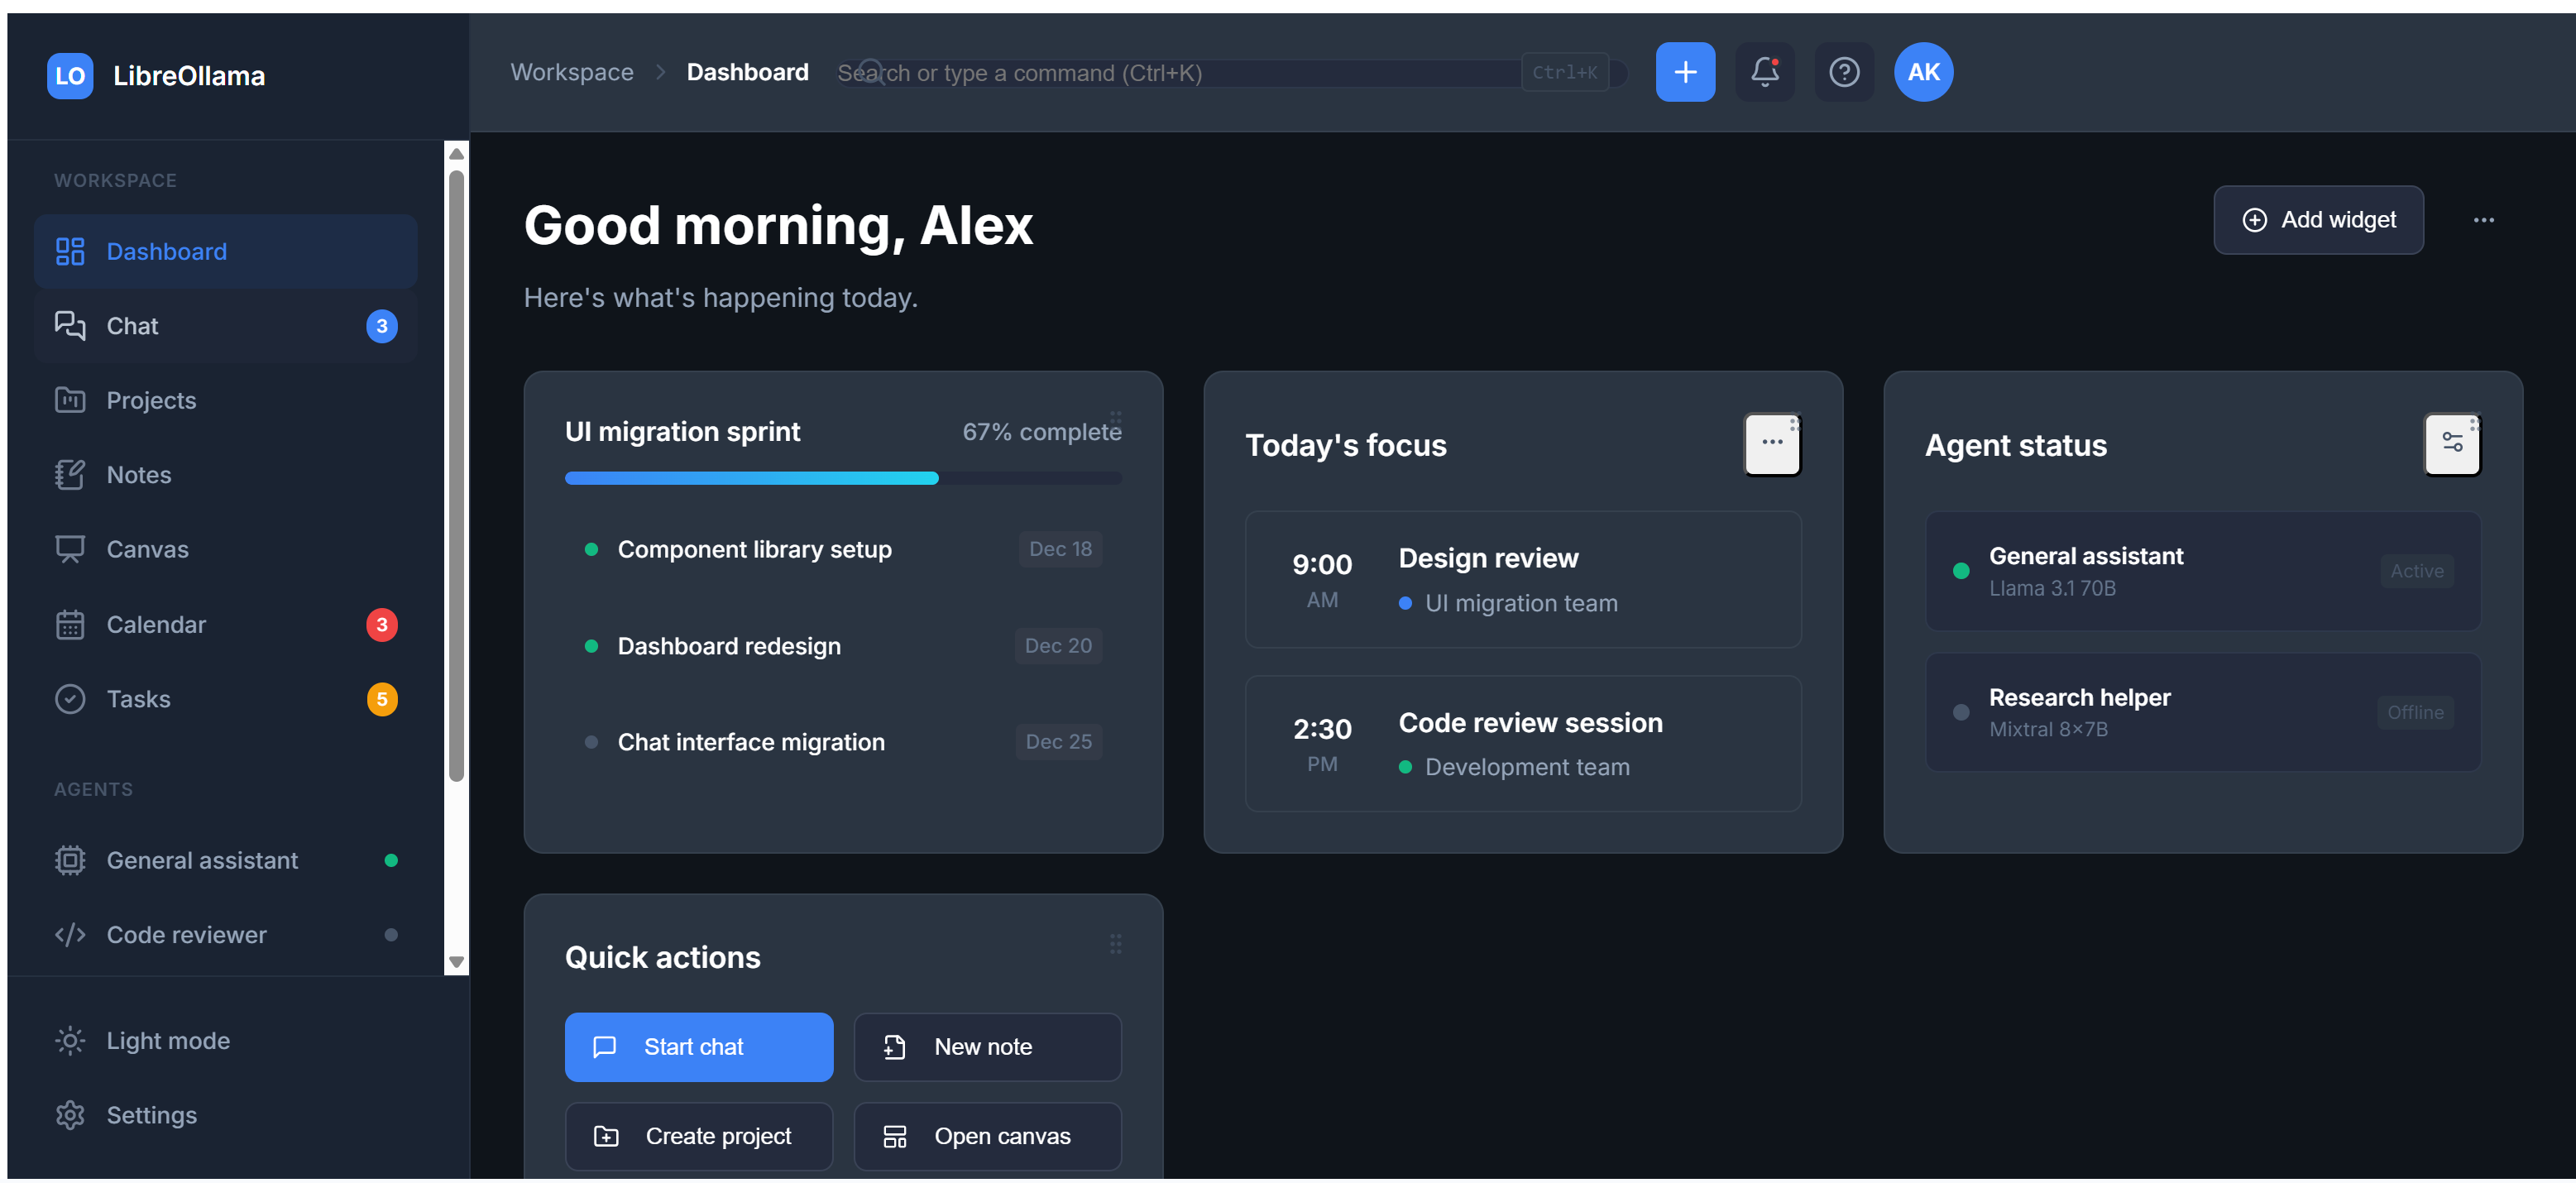 LO LibreOllama
Workspace > Dashboard
Search or type a command (Ctrl+K)
Ctrl+K
AK
WORKSPACE
Dashboard
Chat 3
Projects
Notes
Canvas
Calendar 3
Tasks 5
AGENTS
General assistant
Code reviewer
Light mode
Settings
Good morning, Alex
Here's what's happening today.
Add widget
UI migration sprint 67% complete
Component library setup Dec 18
Dashboard redesign Dec 20
Chat interface migration Dec 25
Today's focus
9:00 Design review
AM UI migration team
2:30 Code review session
PM Development team
Agent status
General assistant
Llama 3.1 70B
Active
Research helper
Mixtral 8×7B
Offline
Quick actions
Start chat
New note
Create project
Open canvas